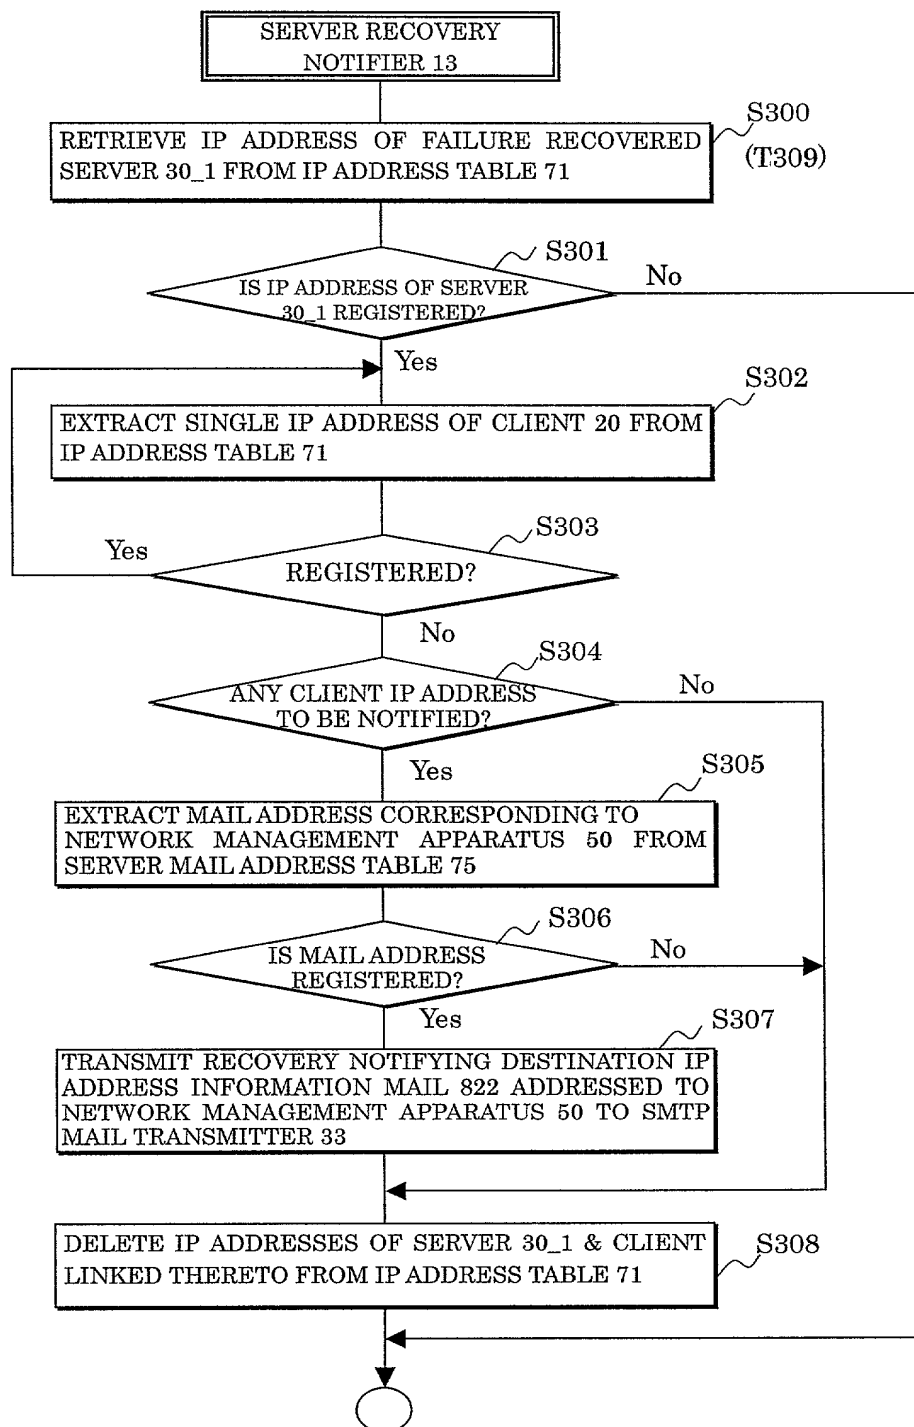 SERVER RECOVERY
NOTIFIER 13
S300
(T309)
RETRIEVE IP ADDRESS OF FAILURE RECOVERED
SERVER 30_1 FROM IP ADDRESS TABLE 71
S301
No
IS IP ADDRESS OF SERVER
30_1 REGISTERED?
Yes
S302
EXTRACT SINGLE IP ADDRESS OF CLIENT 20 FROM
IP ADDRESS TABLE 71
S303
Yes
REGISTERED?
No
S304
No
ANY CLIENT IP ADDRESS
TO BE NOTIFIED?
Yes
S305
EXTRACT MAIL ADDRESS CORRESPONDING TO
NETWORK MANAGEMENT APPARATUS 50 FROM
SERVER MAIL ADDRESS TABLE 75
S306
No
IS MAIL ADDRESS
REGISTERED?
Yes
S307
TRANSMIT RECOVERY NOTIFYING DESTINATION IP
ADDRESS INFORMATION MAIL 822 ADDRESSED TO
NETWORK MANAGEMENT APPARATUS 50 TO SMTP
MAIL TRANSMITTER 33
S308
DELETE IP ADDRESSES OF SERVER 30_1 & CLIENT
LINKED THERETO FROM IP ADDRESS TABLE 71